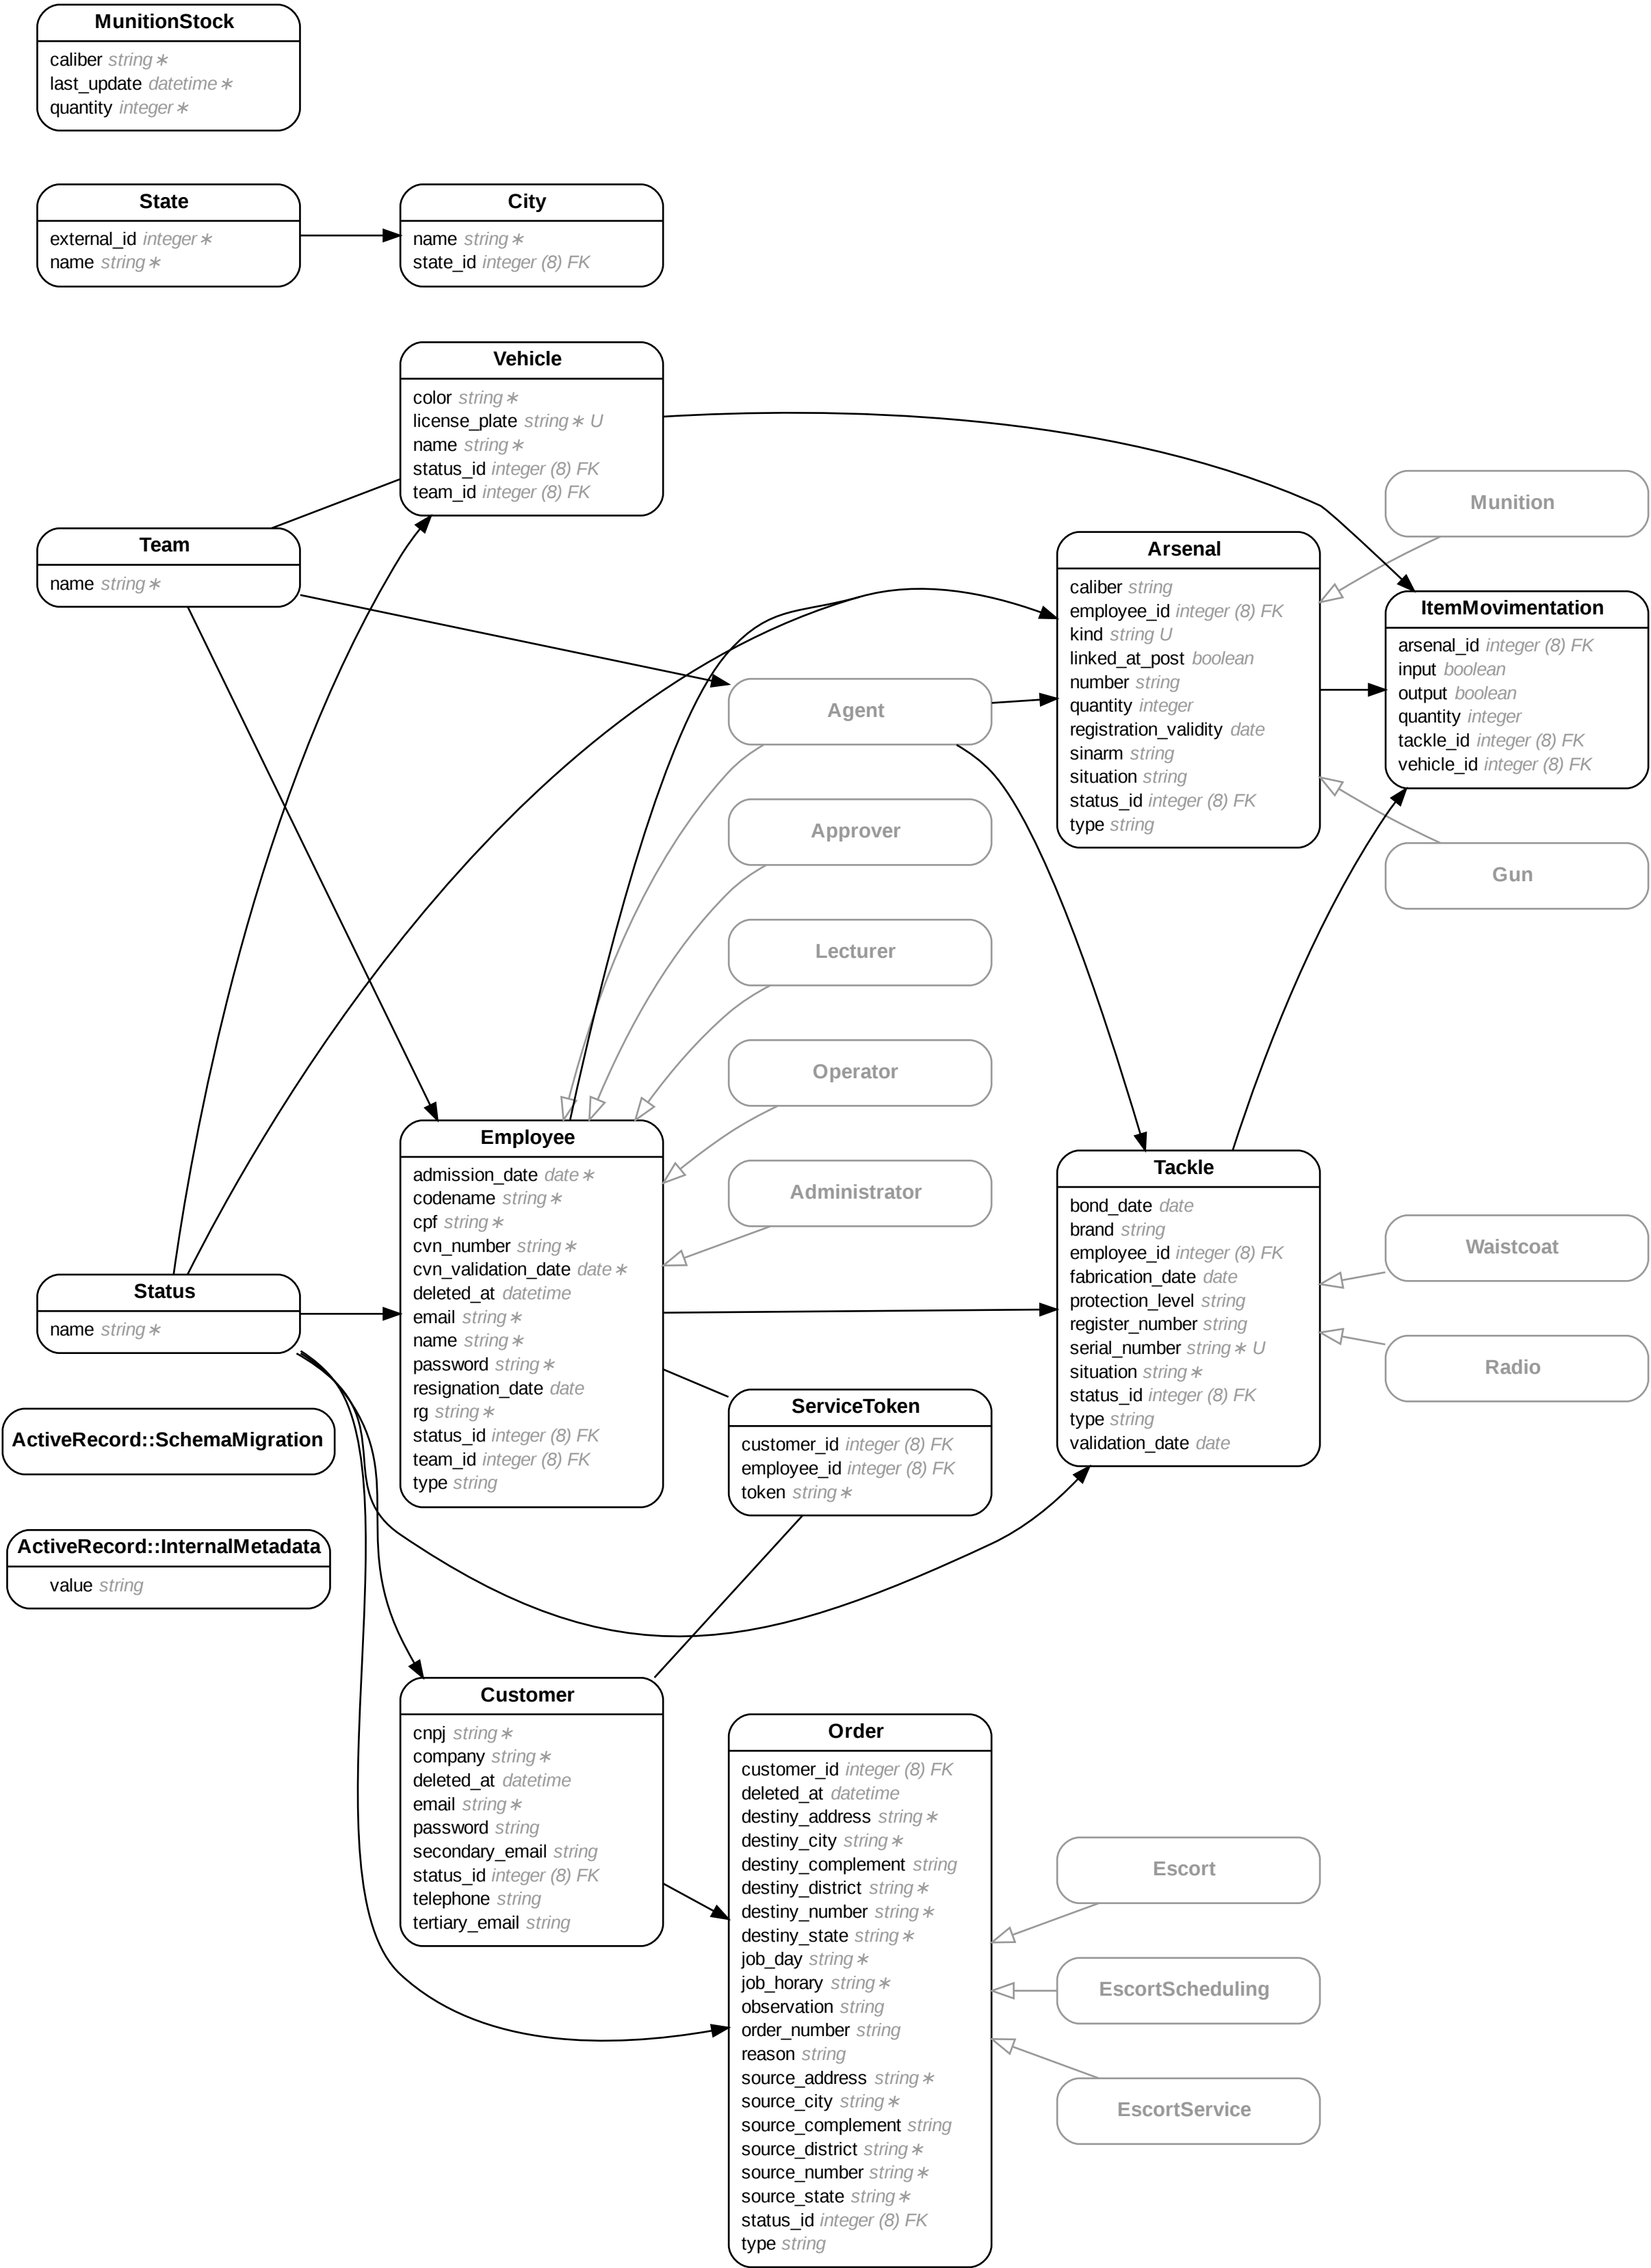 MunitionStock
caliber string∗
last_update datetime∗
quantity integer∗
State
external_id integer∗
name string∗
City
name string∗
state_id integer (8) FK
Vehicle
color string∗
license_plate string∗ U
name string∗
status_id integer (8) FK
team_id integer (8) FK
Team
name string∗
Munition
Arsenal
caliber string
employee_id integer (8) FK
kind string U
linked_at_post boolean
number string
quantity integer
registration_validity date
sinarm string
situation string
status_id integer (8) FK
type string
ItemMovimentation
arsenal_id integer (8) FK
input boolean
output boolean
quantity integer
tackle_id integer (8) FK
vehicle_id integer (8) FK
Gun
Agent
Approver
Lecturer
Operator
Administrator
Employee
admission_date date∗
codename string∗
cpf string∗
cvn_number string∗
cvn_validation_date date∗
deleted_at datetime
email string∗
name string∗
password string∗
resignation_date date
rg string∗
status_id integer (8) FK
team_id integer (8) FK
type string
Tackle
bond_date date
brand string
employee_id integer (8) FK
fabrication_date date
protection_level string
register_number string
serial_number string∗ U
situation string∗
status_id integer (8) FK
type string
validation_date date
Waistcoat
Radio
Status
name string∗
ServiceToken
customer_id integer (8) FK
employee_id integer (8) FK
token string∗
ActiveRecord::SchemaMigration
ActiveRecord::InternalMetadata
value string
Customer
cnpj string∗
company string∗
deleted_at datetime
email string∗
password string
secondary_email string
status_id integer (8) FK
telephone string
tertiary_email string
Order
customer_id integer (8) FK
deleted_at datetime
destiny_address string∗
destiny_city string∗
destiny_complement string
destiny_district string∗
destiny_number string∗
destiny_state string∗
job_day string∗
job_horary string∗
observation string
order_number string
reason string
source_address string∗
source_city string∗
source_complement string
source_district string∗
source_number string∗
source_state string∗
status_id integer (8) FK
type string
Escort
EscortScheduling
EscortService